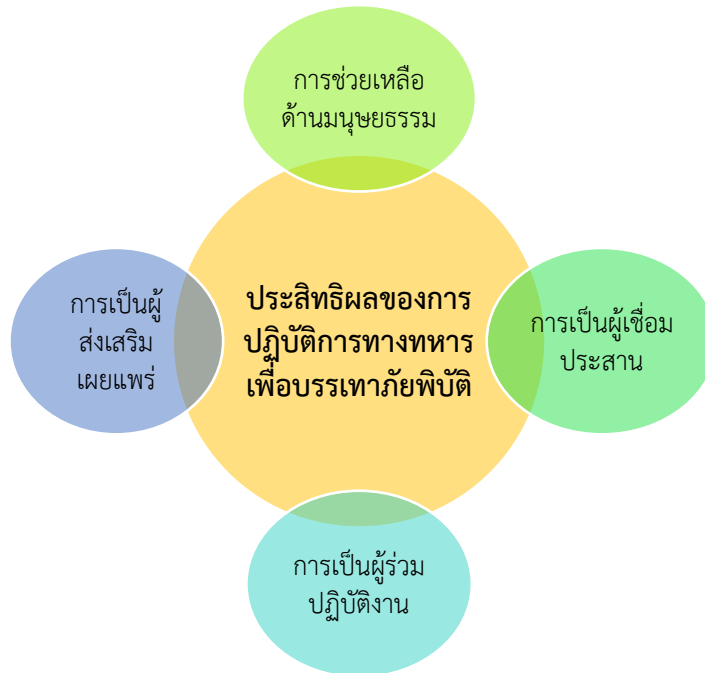 การช่วยเหลือ
ด้านมนุษยธรรม
ประสิทธิผลของการ
ปฏิบัติการทางทหาร
เพื่อบรรเทาภัยพิบัติ
การเป็นผู้
ส่งเสริม
เผยแพร่
การเป็นผู้เชื่อม
ประสาน
การเป็นผู้ร่วม
ปฏิบัติงาน